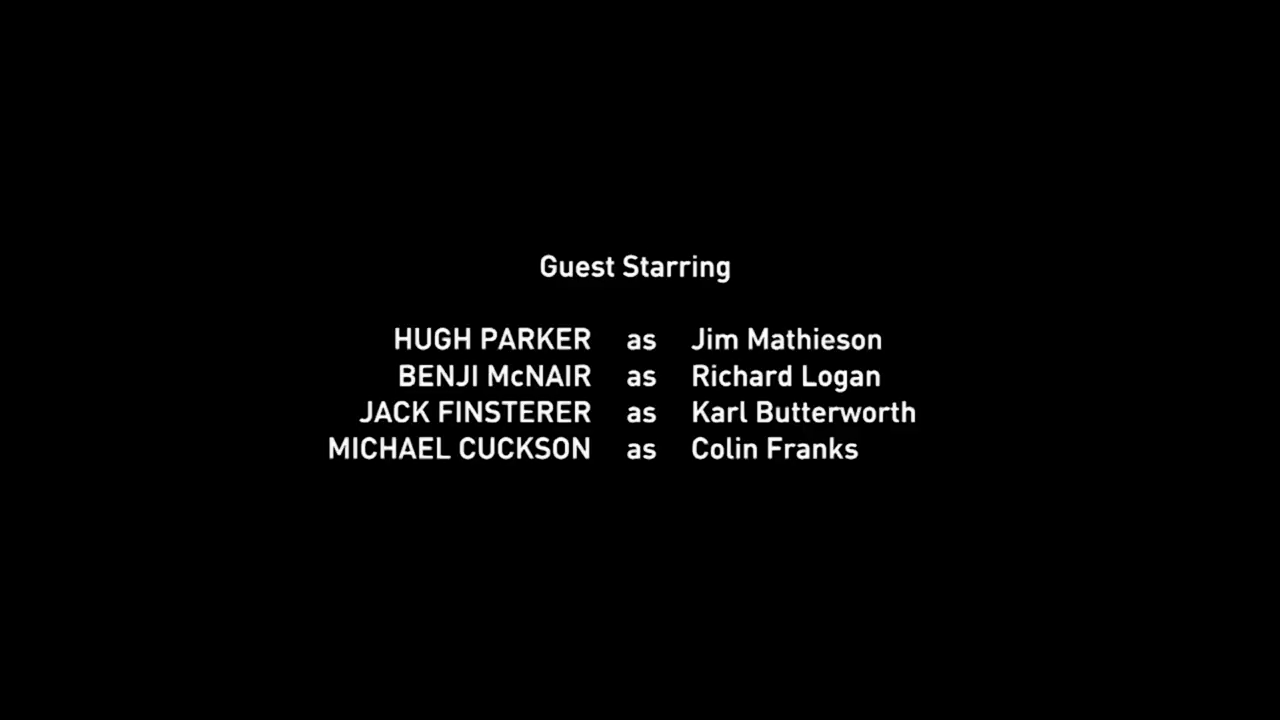 Guest Starring
HUGH PARKER as Jim Mathieson
BENJI McNAIR as Richard Logan
JACK FINSTERER as Karl Butterworth
MICHAEL CUCKSON as Colin Franks